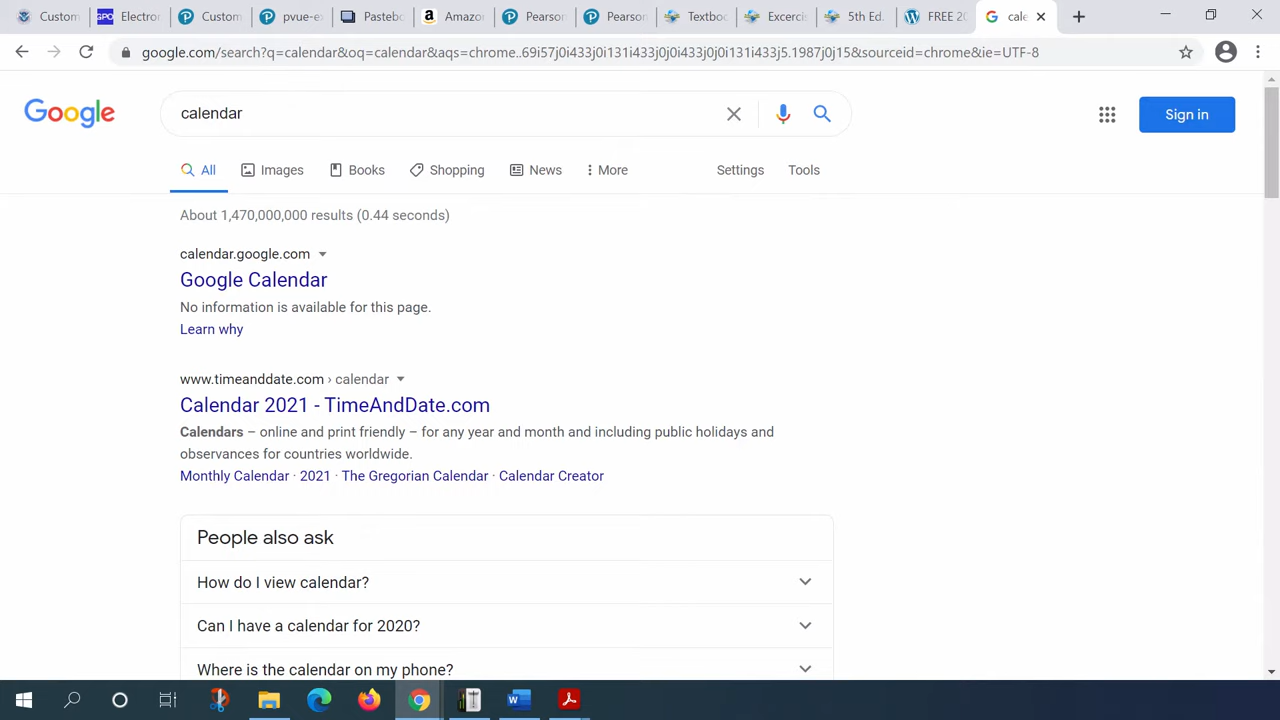 Custom
GPO Electror
Custom
pvue-e
Pasteb
a Amazo
Pearson
Pearson
Textboo
Excercis
5th Ed.
FREE 20
G cale
google.com/search?q=calendar&oq=calendar&aqs=chrome..69i57j0i433j0i131i433j0j0i433j0j0i131i433j5.1987j0j15&sourceid=chrome&ie=UTF-8
Google
calendar
Sign in
All Images Books Shopping News More Settings Tools
About 1,470,000,000 results (0.44 seconds)
calendar.google.com
Google Calendar
No information is available for this page.
Learn why
www.timeanddate.com › calendar
Calendar 2021 - TimeAndDate.com
Calendars – online and print friendly – for any year and month and including public holidays and
observances for countries worldwide.
Monthly Calendar · 2021 · The Gregorian Calendar · Calendar Creator
People also ask
How do I view calendar?
Can I have a calendar for 2020?
Where is the calendar on my phone?